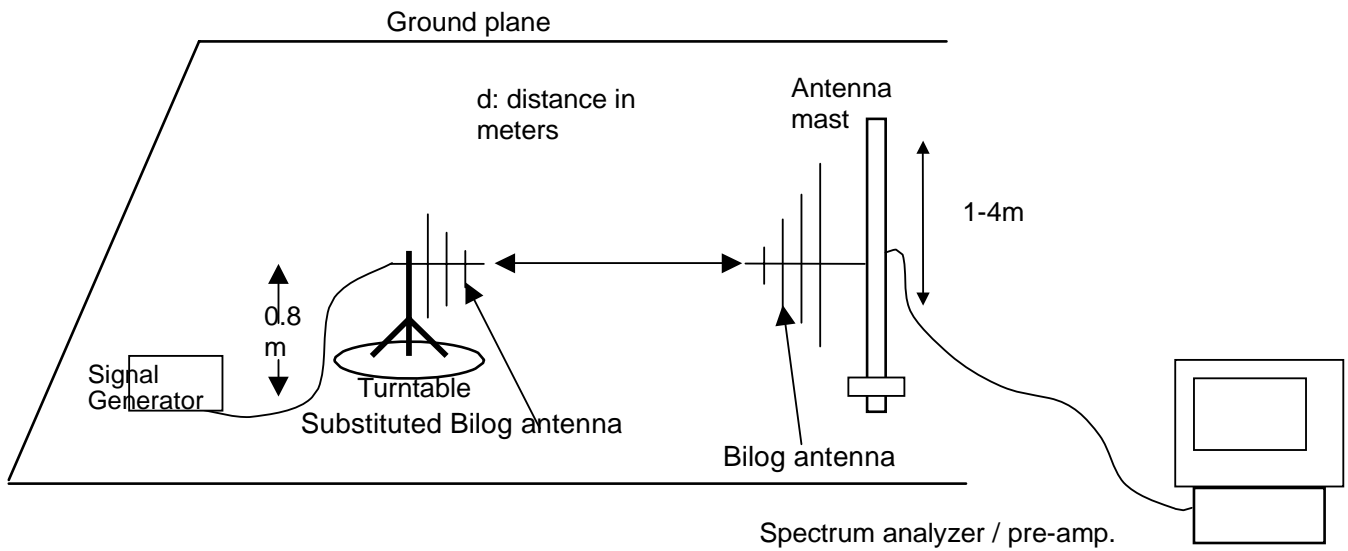 Ground plane
d: distance in
meters
Antenna
mast
1-4m
0.8
m
Signal
Generator
Turntable
Substituted Bilog antenna
Bilog antenna
Spectrum analyzer / pre-amp.